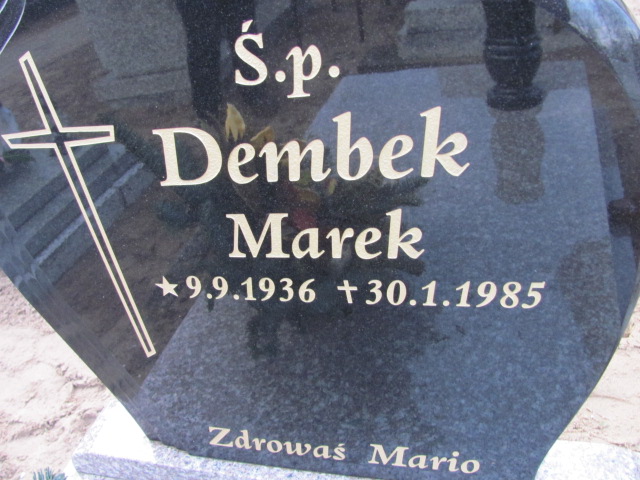 Ś.p.
Dembek
Marek
★9.9.1936 ✝30.1.1985
Zdrowaś Mario